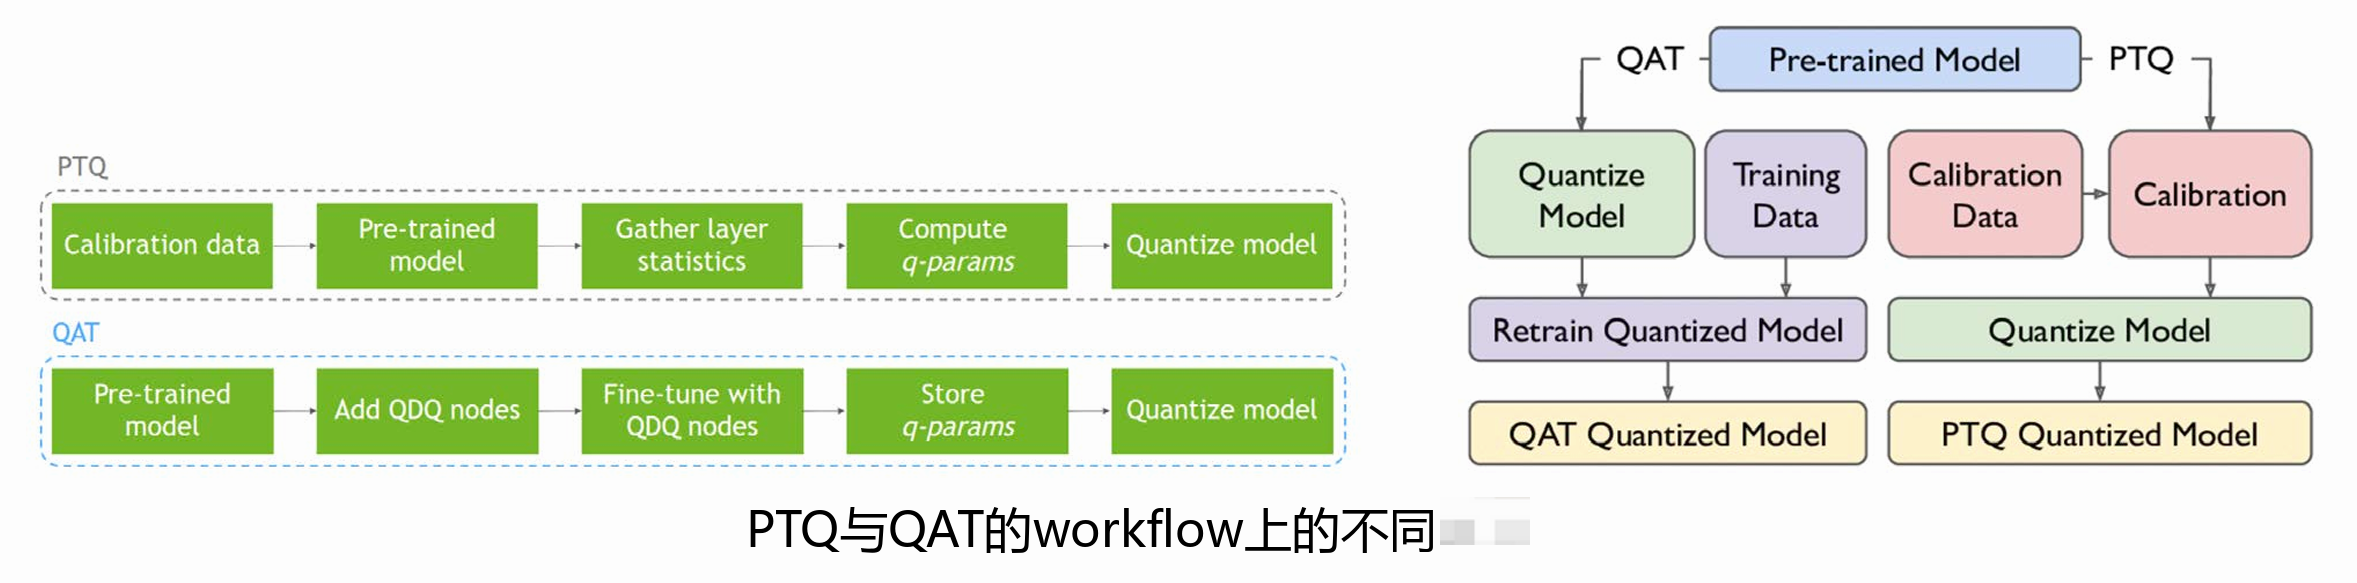 PTQ
Calibration data
Pre-trained
model
Gather layer
statistics
Compute
q-params
Quantize model
QAT
Pre-trained
model
Add QDQ nodes
Fine-tune with
QDQ nodes
Store
q-params
Quantize model
QAT
Pre-trained Model
PTQ
Quantize
Model
Training
Data
Calibration
Data
Calibration
Retrain Quantized Model
Quantize Model
QAT Quantized Model
PTQ Quantized Model
PTQ与QAT的workflow上的不同